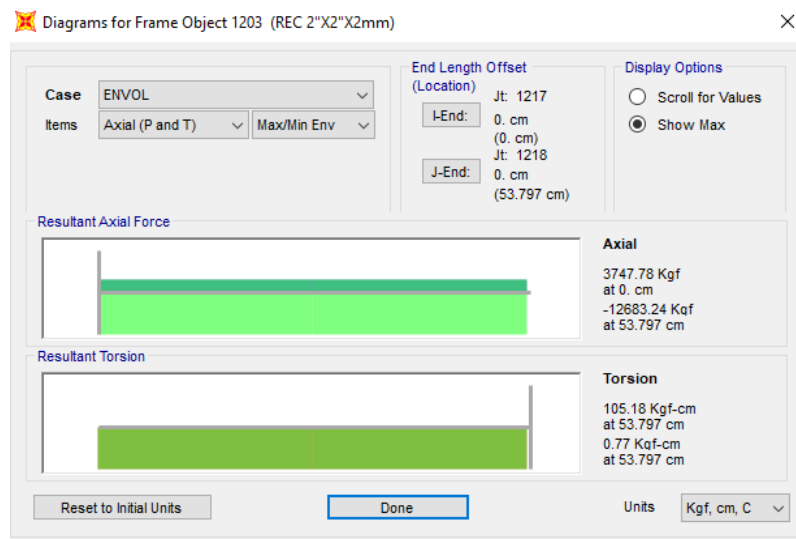 Diagrams for Frame Object 1203 (REC 2"X2"X2mm)
Case ENVOL
Items Axial (P and T) Max/Min Env
End Length Offset
(Location)
Jt: 1217
I-End: 0. cm
(0. cm)
Jt: 1218
J-End: 0. cm
(53.797 cm)
Display Options
Scroll for Values
Show Max
Resultant Axial Force
Axial
3747.78 Kgf
at 0. cm
-12683.24 Kgf
at 53.797 cm
Resultant Torsion
Torsion
105.18 Kgf-cm
at 53.797 cm
0.77 Kgf-cm
at 53.797 cm
Reset to Initial Units
Done
Units Kgf, cm, C